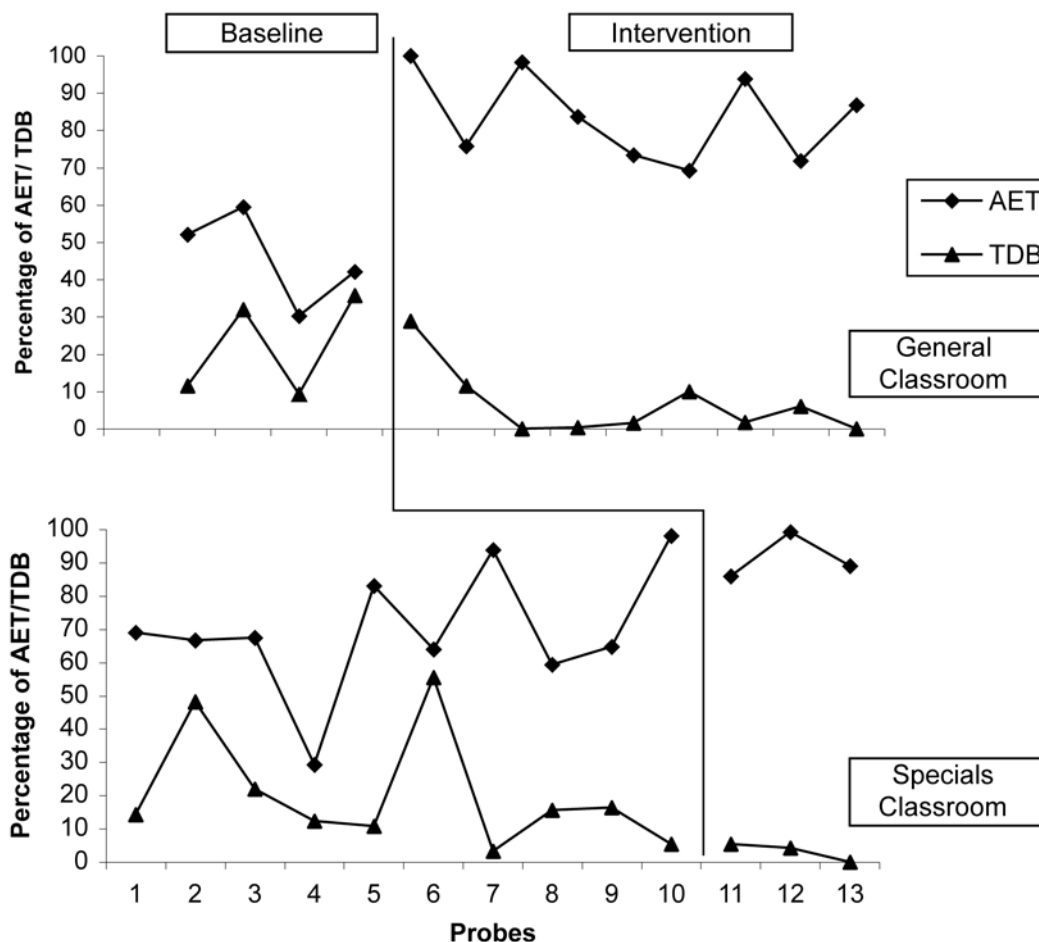 Baseline
Intervention
Percentage of AET/ TDB
100
90
80
70
60
50
40
30
20
10
0
AET
TDB
General
Classroom
Percentage of AET/TDB
100
90
80
70
60
50
40
30
20
10
0
Specials
Classroom
1 2 3 4 5 6 7 8 9 10 11 12 13
Probes